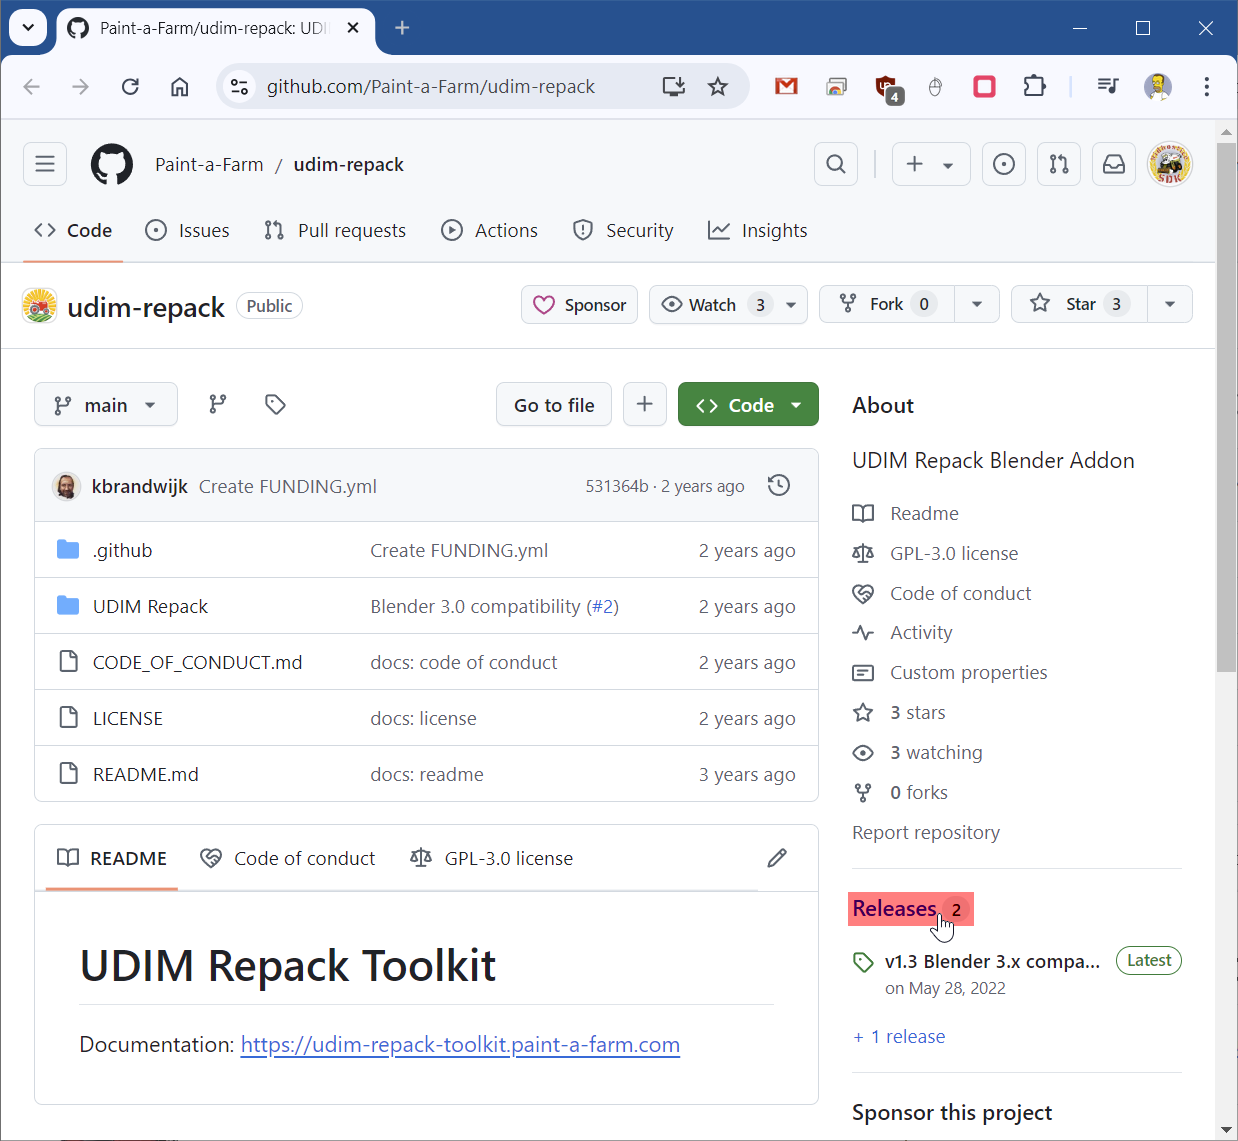 Paint-a-Farm/udim-repack: UDI
github.com/Paint-a-Farm/udim-repack
4
Paint-a-Farm / udim-repack
Code Issues Pull requests Actions Security Insights
udim-repack Public Sponsor Watch 3 Fork 0 Star 3
main Go to file Code
kbrandwijk Create FUNDING.yml 531364b · 2 years ago
.github Create FUNDING.yml 2 years ago
UDIM Repack Blender 3.0 compatibility (#2) 2 years ago
CODE_OF_CONDUCT.md docs: code of conduct 2 years ago
LICENSE docs: license 2 years ago
README.md docs: readme 3 years ago
README Code of conduct GPL-3.0 license
UDIM Repack Toolkit
Documentation: https://udim-repack-toolkit.paint-a-farm.com
About
UDIM Repack Blender Addon
Readme
GPL-3.0 license
Code of conduct
Activity
Custom properties
3 stars
3 watching
0 forks
Report repository
Releases 2
v1.3 Blender 3.x compa... Latest
on May 28, 2022
+ 1 release
Sponsor this project